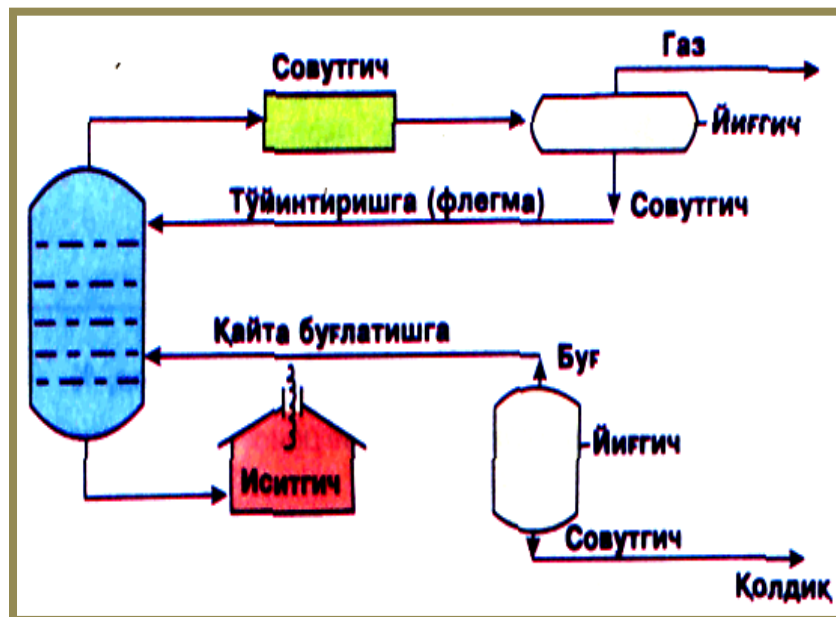 Газ
Совутгич
Йиғгич
Тўйинтиришга (флегма)
Совутгич
Қайта буғлатишга
Буғ
Йиғгич
Иситгич
Совутгич
Қолдиқ